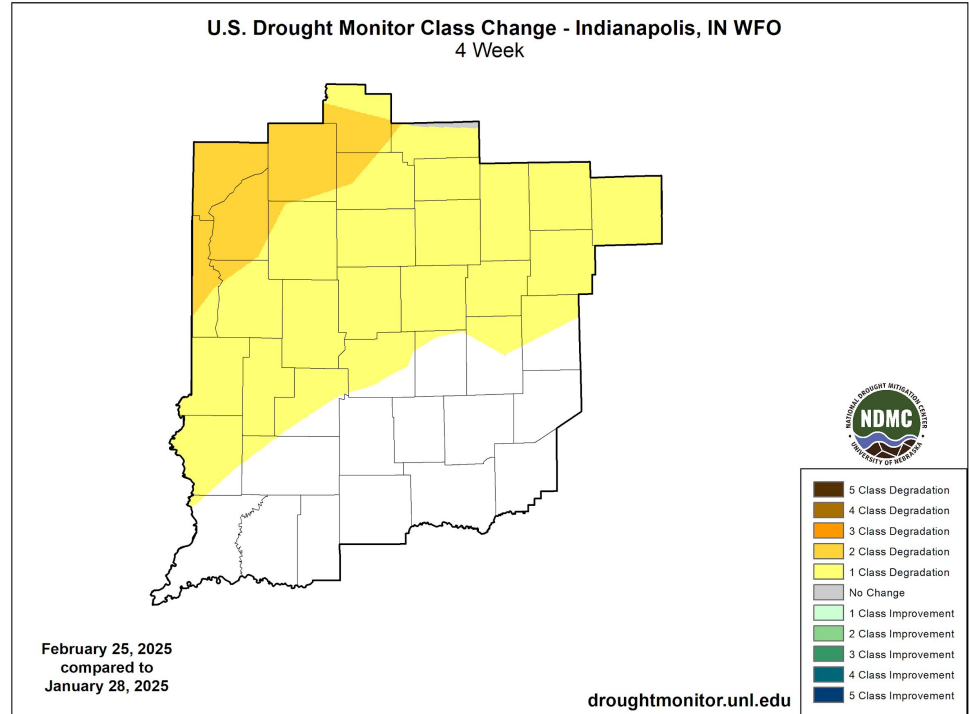 U.S. Drought Monitor Class Change - Indianapolis, IN WFO
4 Week
NATIONAL DROUGHT MITIGATION CENTER
NDMC
UNIVERSITY OF NEBRASKA
5 Class Degradation
4 Class Degradation
3 Class Degradation
2 Class Degradation
1 Class Degradation
No Change
1 Class Improvement
2 Class Improvement
3 Class Improvement
4 Class Improvement
5 Class Improvement
February 25, 2025
compared to
January 28, 2025
droughtmonitor.unl.edu